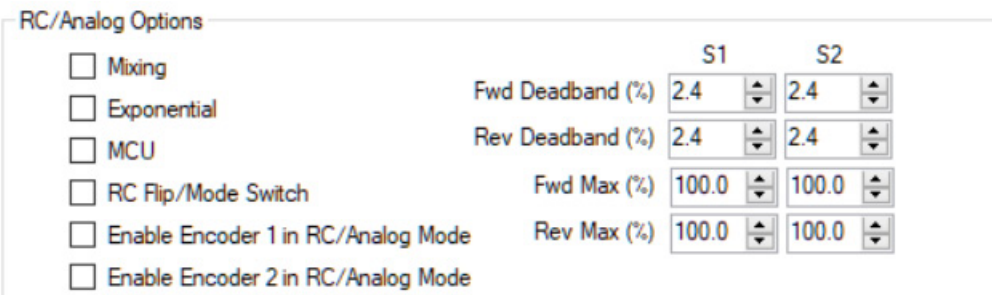 RC/Analog Options
Mixing
Exponential
MCU
RC Flip/Mode Switch
Enable Encoder 1 in RC/Analog Mode
Enable Encoder 2 in RC/Analog Mode
S1 S2
Fwd Deadband (%) 2.4 2.4
Rev Deadband (%) 2.4 2.4
Fwd Max (%) 100.0 100.0
Rev Max (%) 100.0 100.0